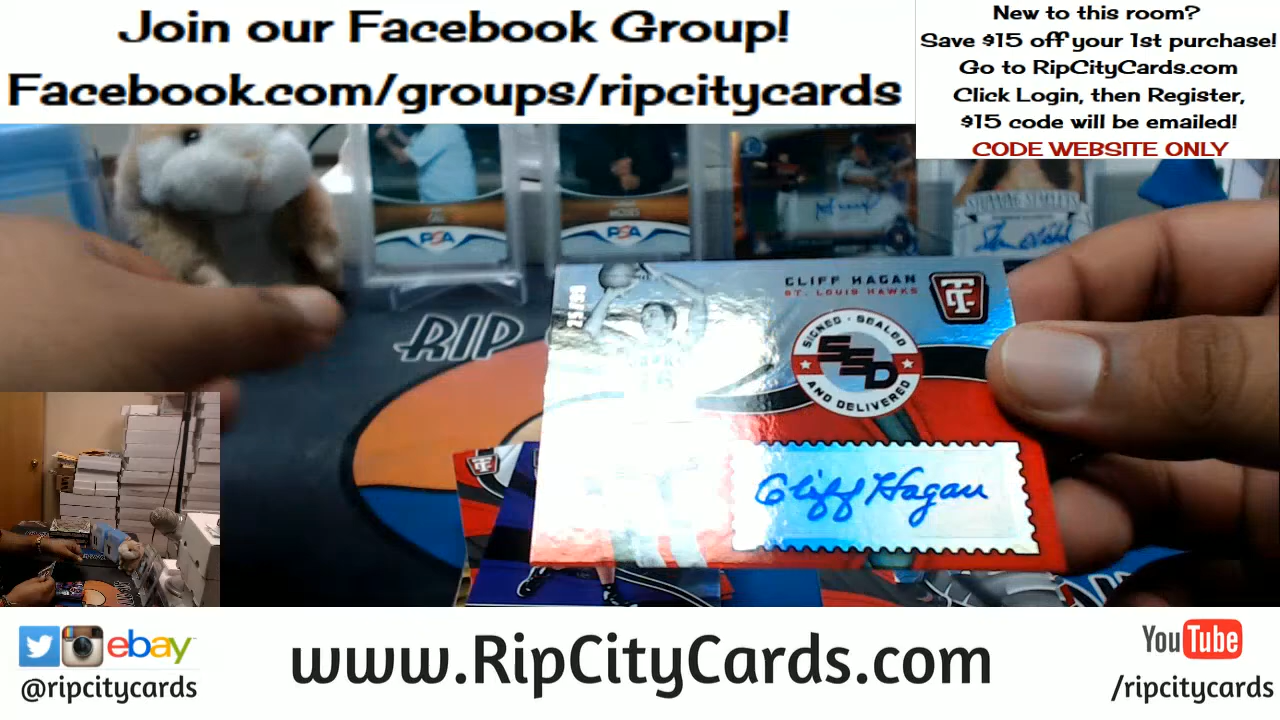 Join our Facebook Group!
Facebook.com/groups/ripcitycards
New to this room?
Save $15 off your 1st purchase!
Go to RipCityCards.com
Click Login, then Register,
$15 code will be emailed!
CODE WEBSITE ONLY
PSA
PSA
RIP
CLIFF HAGAN
ST. LOUIS HAWKS
SIGNED · SEALED
SSD
AND DELIVERED
Cliff Hagan
ebay
@ripcitycards
www.RipCityCards.com
YouTube
/ripcitycards